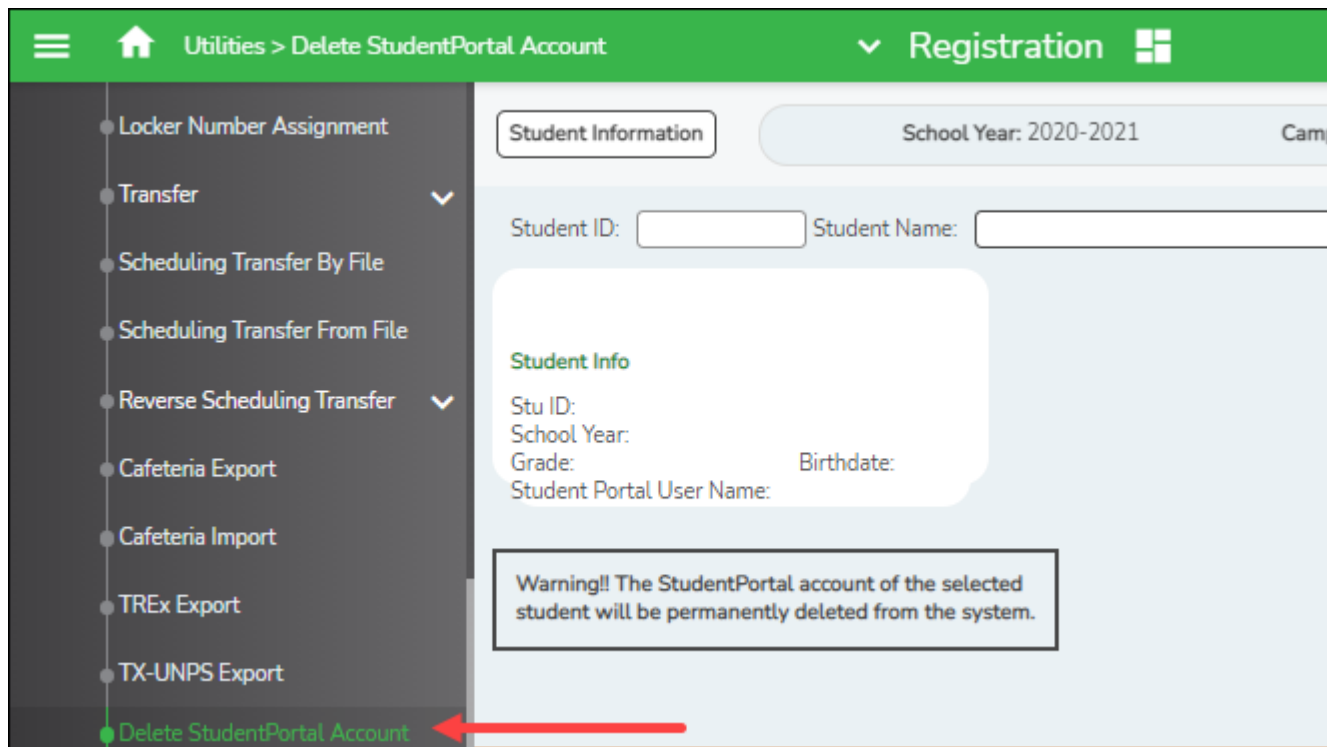 Utilities > Delete StudentPortal Account
Registration
Locker Number Assignment
Transfer
Scheduling Transfer By File
Scheduling Transfer From File
Reverse Scheduling Transfer
Cafeteria Export
Cafeteria Import
TREx Export
TX-UNPS Export
Delete StudentPortal Account
Student Information
School Year: 2020-2021
Student ID:
Student Name:
Student Info
Stu ID:
School Year:
Grade:
Birthdate:
Student Portal User Name:
Warning!! The StudentPortal account of the selected
student will be permanently deleted from the system.